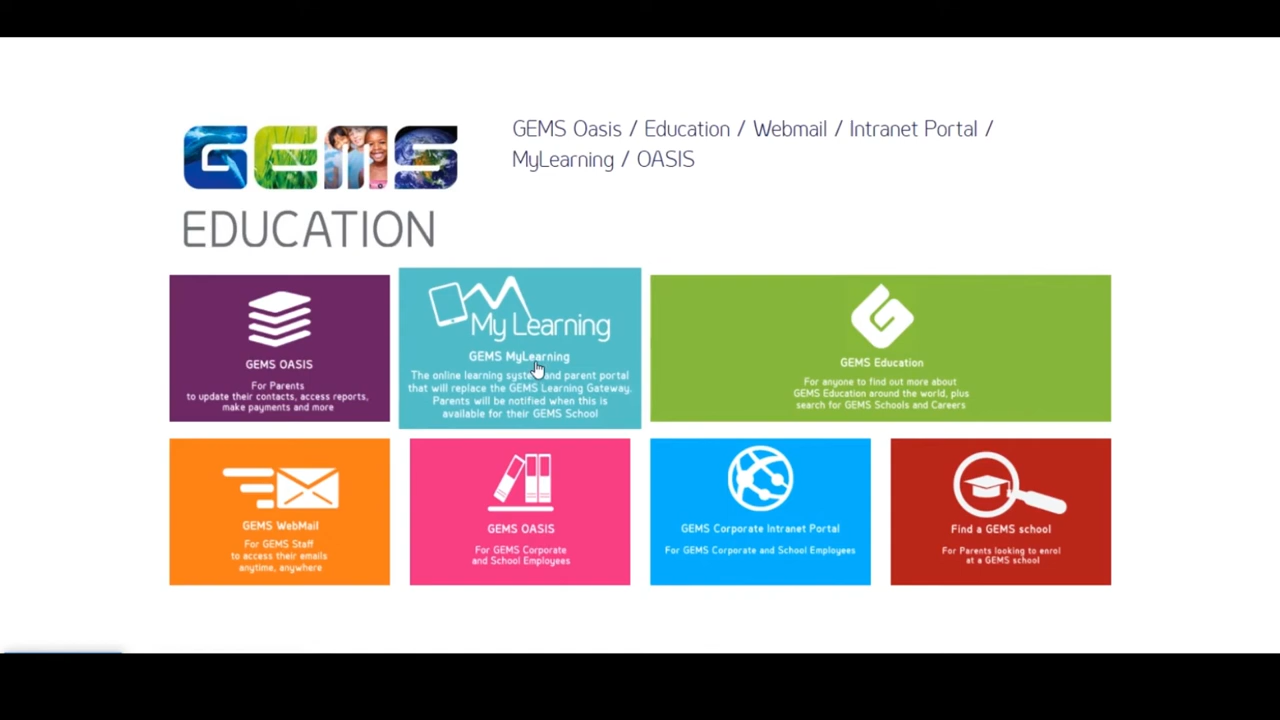 GEMS
EDUCATION
GEMS Oasis / Education / Webmail / Intranet Portal /
MyLearning / OASIS
GEMS OASIS
For Parents
to update their contacts, access reports,
make payments and more
My Learning
GEMS MyLearning
The online learning system and parent portal
that will replace the GEMS Learning Gateway.
Parents will be notified when this is
available for their GEMS School
GEMS Education
For anyone to find out more about
GEMS Education around the world, plus
search for GEMS Schools and Careers
GEMS WebMail
For GEMS Staff
to access their emails
anytime, anywhere
GEMS OASIS
For GEMS Corporate
and School Employees
GEMS Corporate Intranet Portal
For GEMS Corporate and School Employees
Find a GEMS school
For Parents looking to enrol
at a GEMS school